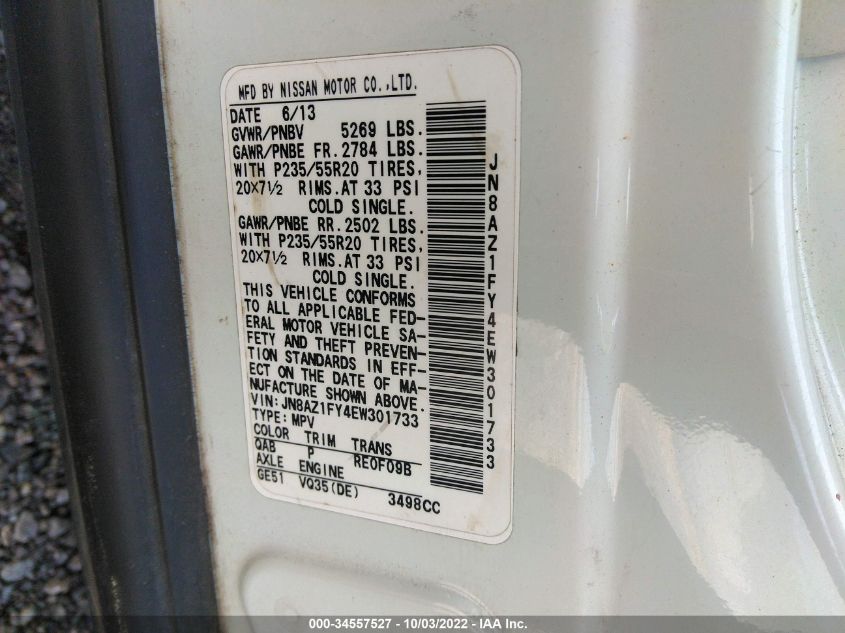 MFD BY NISSAN MOTOR CO.,LTD.
DATE 6/13
GVWR/PNBV 5269 LBS.
GAWR/PNBE FR. 2784 LBS.
WITH P235/55R20 TIRES,
20X7½ RIMS. AT 33 PSI
COLD SINGLE.
GAWR/PNBE RR. 2502 LBS.
WITH P235/55R20 TIRES,
20X7½ RIMS. AT 33 PSI
COLD SINGLE.
THIS VEHICLE CONFORMS
TO ALL APPLICABLE FED-
ERAL MOTOR VEHICLE SA-
FETY AND THEFT PREVEN-
TION STANDARDS IN EFF-
ECT ON THE DATE OF MA-
NUFACTURE SHOWN ABOVE.
VIN: JN8AZ1FY4EW301733
TYPE: MPV
COLOR TRIM TRANS
QAB P RE0F09B
AXLE ENGINE
GE51 VQ35(DE) 3498CC
JN8AZ1FY4EW301733
000-34557527 - 10/03/2022 - IAA Inc.